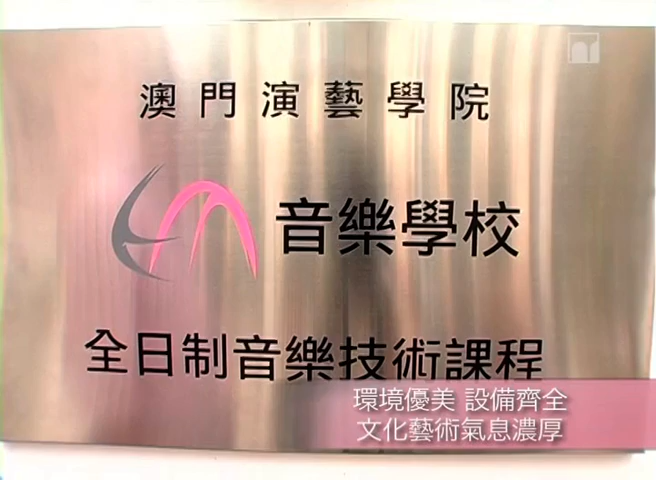 澳門演藝學院
音樂學校
全日制音樂技術課程
環境優美 設備齊全
文化藝術氣息濃厚